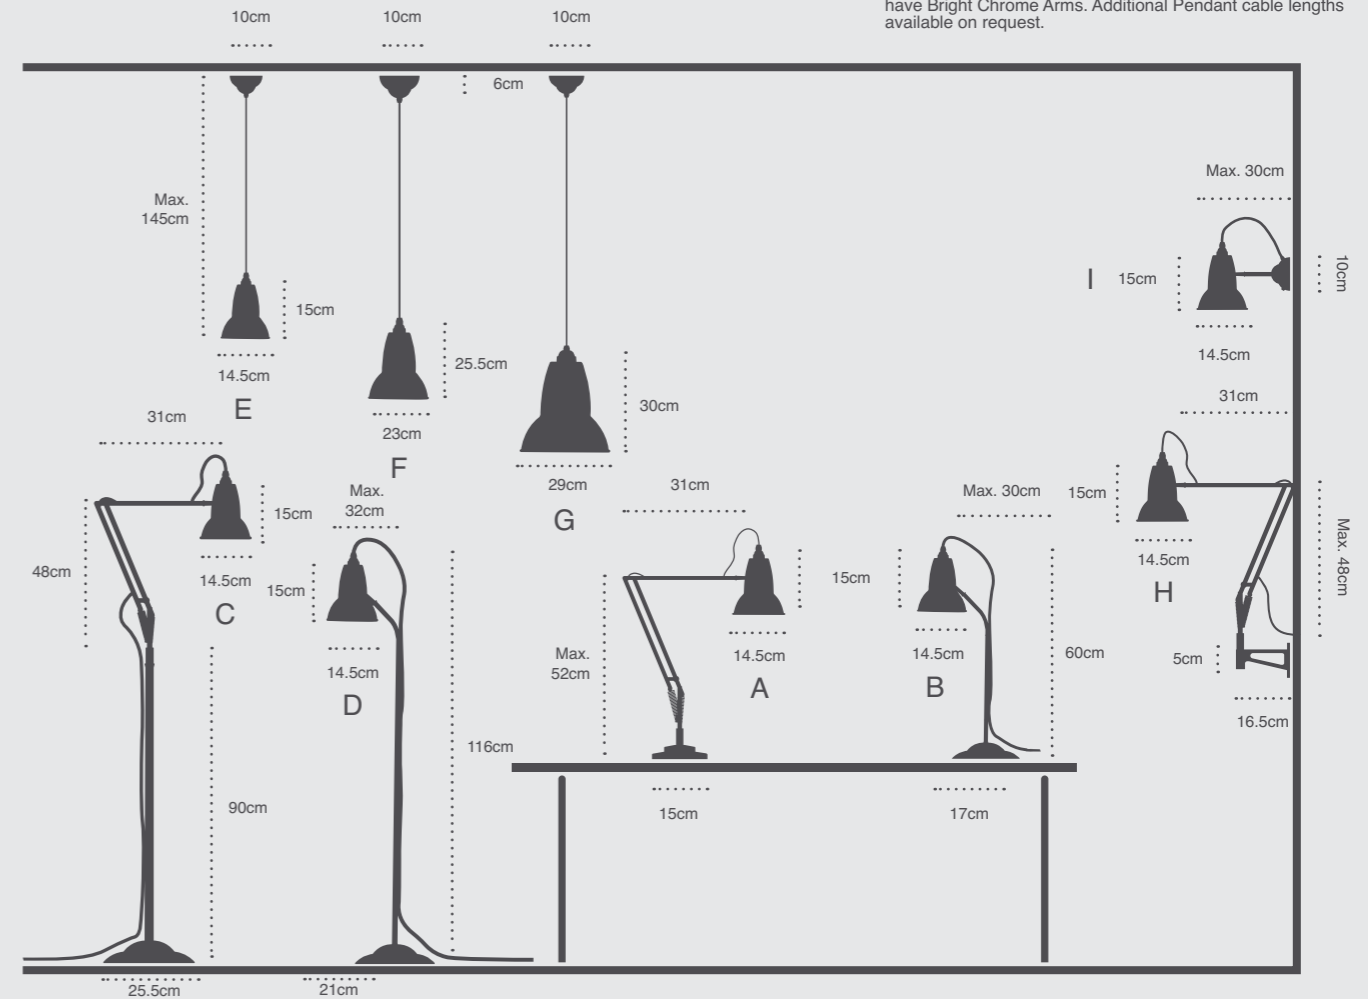 have Bright Chrome Arms. Additional Pendant cable lengths
available on request.
10cm
10cm
10cm
6cm
Max.
145cm
15cm
14.5cm
E
25.5cm
23cm
F
30cm
29cm
G
Max. 30cm
I
15cm
10cm
14.5cm
31cm
15cm
14.5cm
H
Max. 48cm
5cm
16.5cm
31cm
15cm
48cm
14.5cm
C
90cm
25.5cm
Max.
32cm
15cm
14.5cm
D
116cm
21cm
31cm
15cm
Max.
52cm
14.5cm
A
15cm
Max. 30cm
14.5cm
B
60cm
17cm